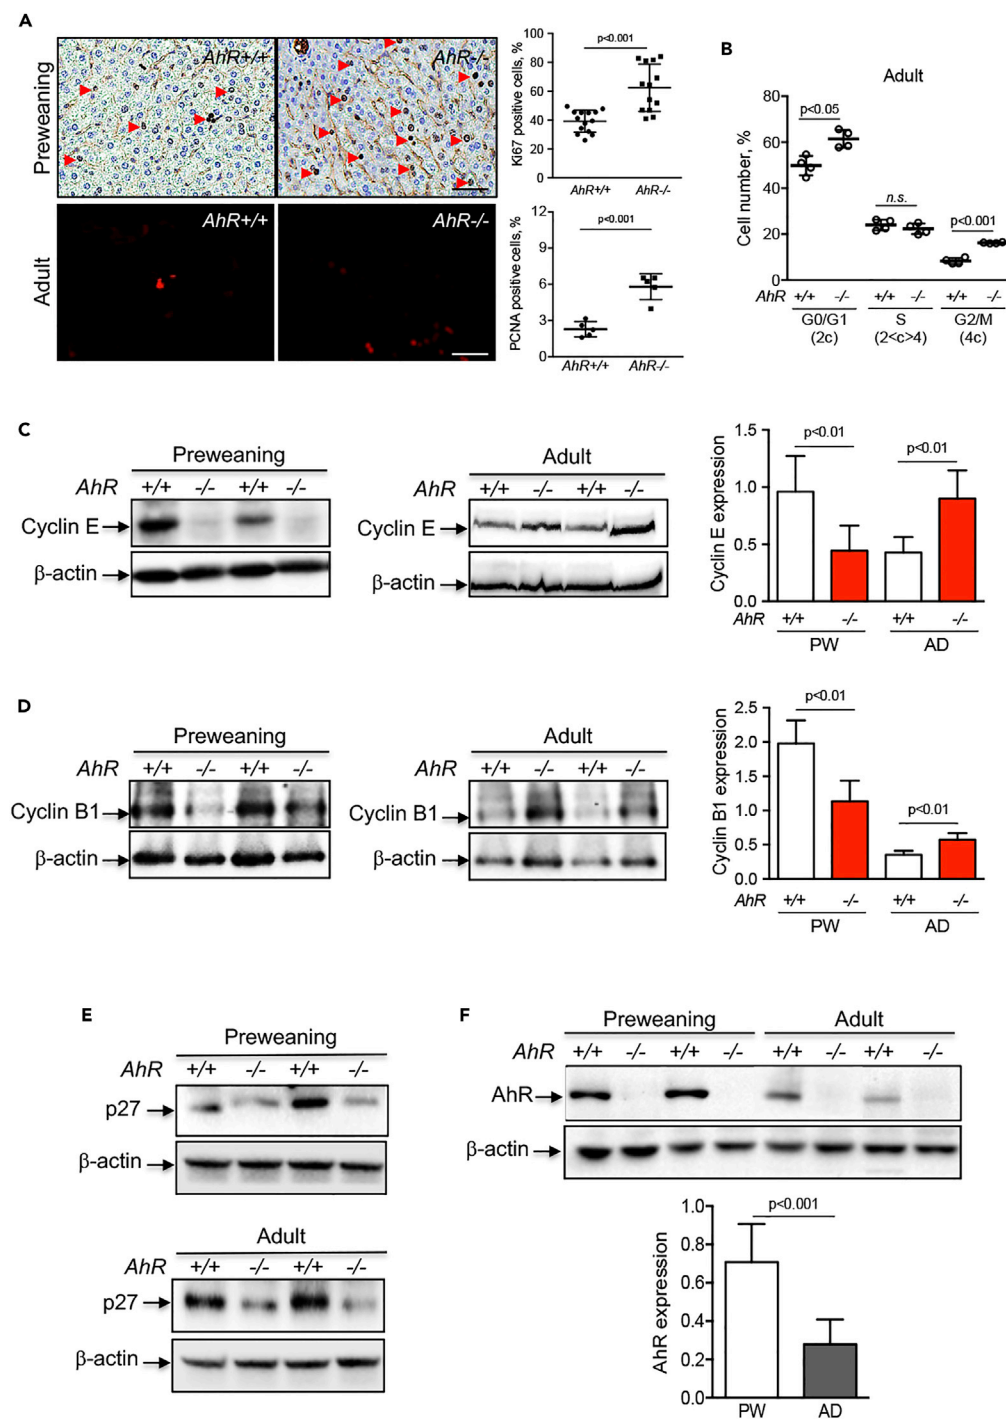 A
AhR+/+
AhR-/-
Preweaning
Ki67 positive cells, %
100
80
60
40
20
0
p<0.001
AhR+/+
AhR-/-
AhR+/+
AhR-/-
Adult
PCNA positive cells, %
12
9
6
3
0
p<0.001
AhR+/+
AhR-/-
B
Adult
Cell number, %
80
60
40
20
0
p<0.05
n.s.
p<0.001
AhR +/+ -/- +/+ -/- +/+ -/-
G0/G1 S G2/M
(2c) (2<c>4) (4c)
C
Preweaning
AhR +/+ -/- +/+ -/-
Cyclin E
β-actin
Adult
AhR +/+ -/- +/+ -/-
Cyclin E
β-actin
Cyclin E expression
1.5
1.0
0.5
0.0
p<0.01
p<0.01
AhR +/+ -/- +/+ -/-
PW AD
D
Preweaning
AhR +/+ -/- +/+ -/-
Cyclin B1
β-actin
Adult
AhR +/+ -/- +/+ -/-
Cyclin B1
β-actin
Cyclin B1 expression
2.5
2.0
1.5
1.0
0.5
0.0
p<0.01
p<0.01
AhR +/+ -/- +/+ -/-
PW AD
E
Preweaning
AhR +/+ -/- +/+ -/-
p27
β-actin
Adult
AhR +/+ -/- +/+ -/-
p27
β-actin
F
Preweaning Adult
AhR +/+ -/- +/+ -/- +/+ -/- +/+ -/-
AhR
β-actin
AhR expression
1.0
0.8
0.6
0.4
0.2
0.0
p<0.001
PW AD